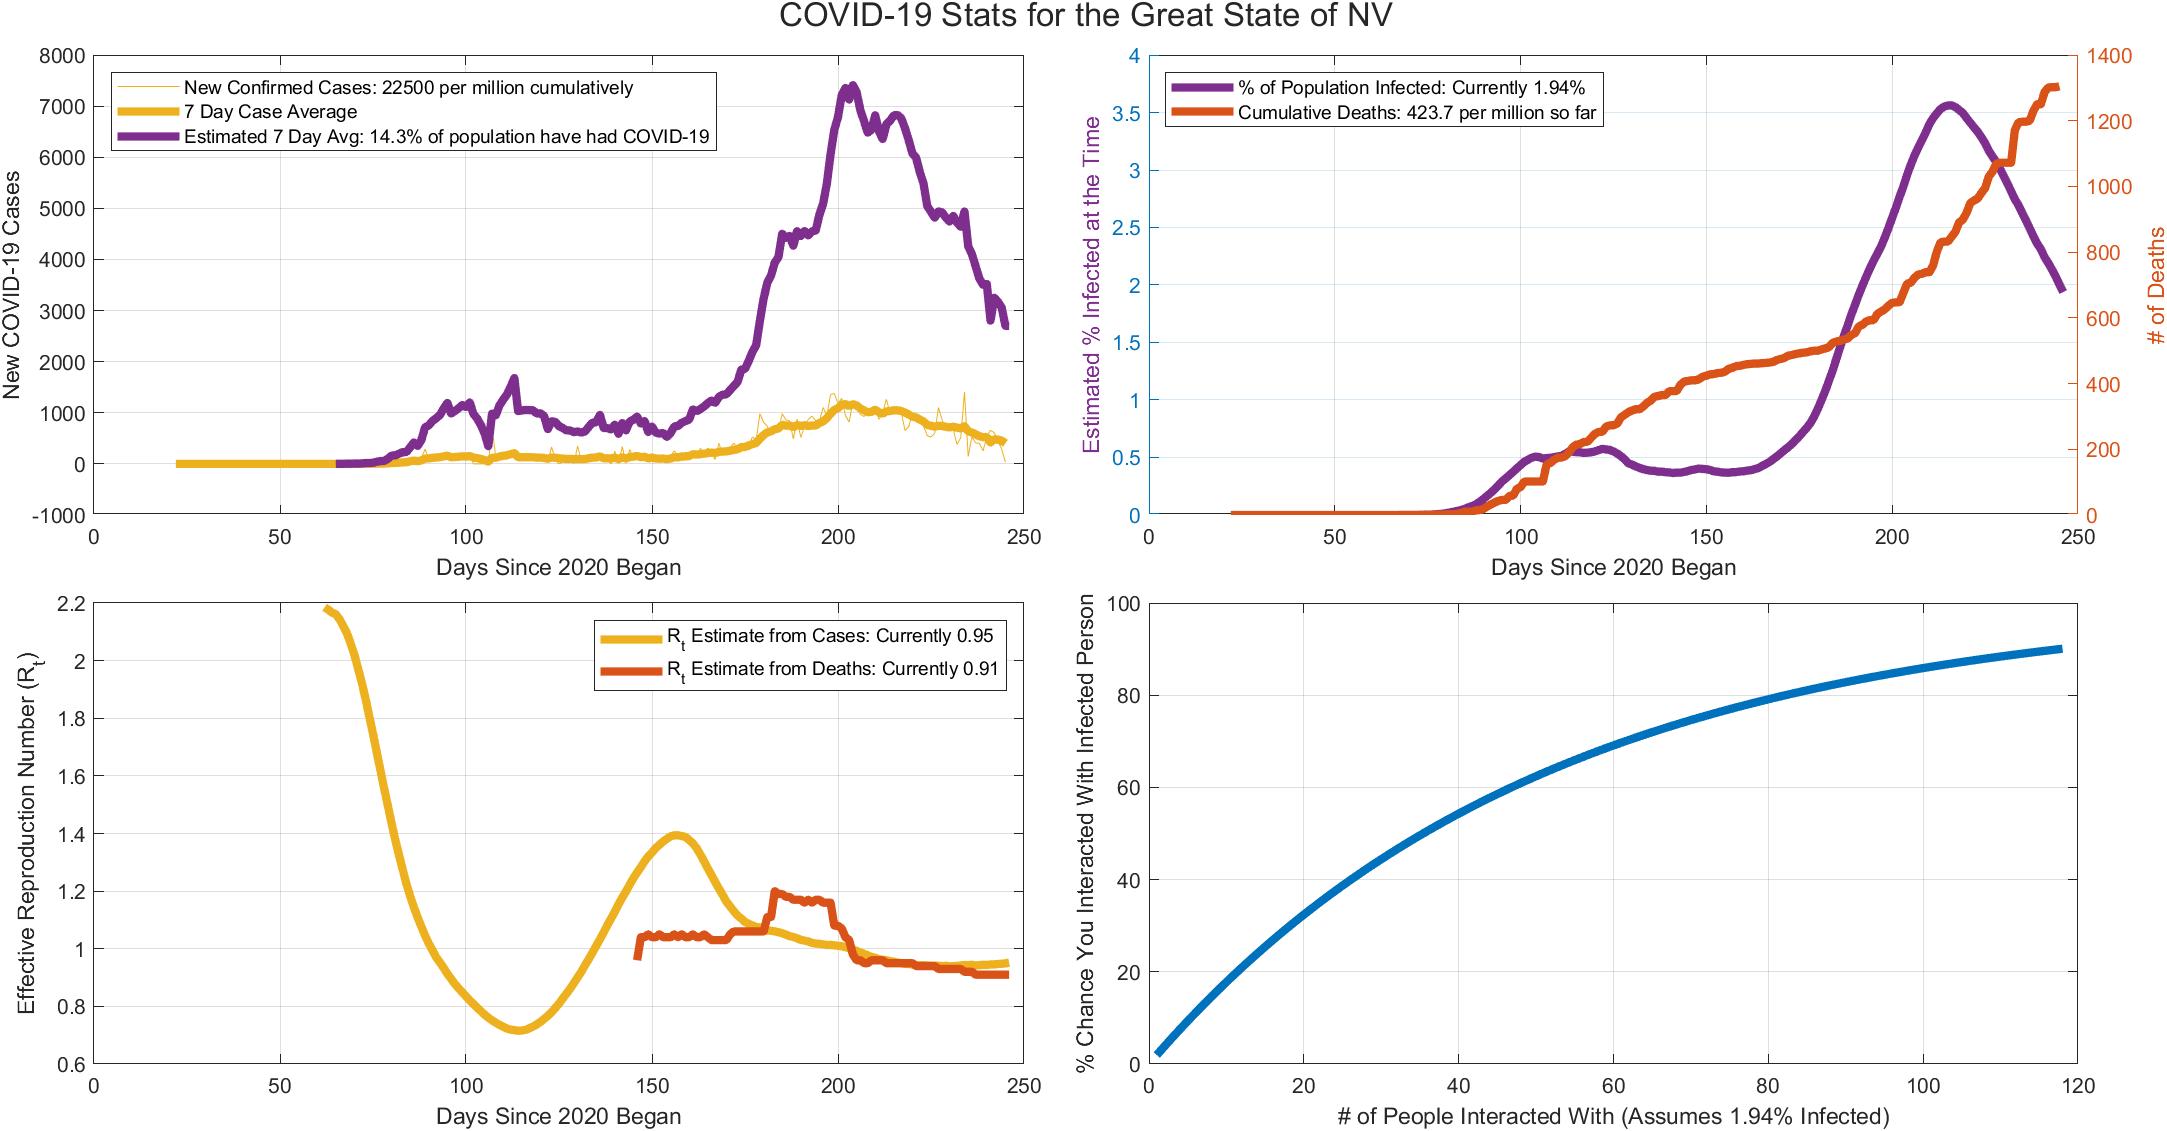 COVID-19 Stats for the Great State of NV
8000
7000
6000
5000
4000
3000
2000
1000
0
-1000
New COVID-19 Cases
New Confirmed Cases: 22500 per million cumulatively
7 Day Case Average
Estimated 7 Day Avg: 14.3% of population have had COVID-19
0 50 100 150 200 250
Days Since 2020 Began
4
3.5
3
2.5
2
1.5
1
0.5
0
Estimated % Infected at the Time
% of Population Infected: Currently 1.94%
Cumulative Deaths: 423.7 per million so far
1400
1200
1000
800
600
400
200
0
# of Deaths
0 50 100 150 200 250
Days Since 2020 Began
2.2
2
1.8
1.6
1.4
1.2
1
0.8
0.6
Effective Reproduction Number (Rt)
Rt Estimate from Cases: Currently 0.95
Rt Estimate from Deaths: Currently 0.91
0 50 100 150 200 250
Days Since 2020 Began
100
80
60
40
20
0
% Chance You Interacted With Infected Person
0 20 40 60 80 100 120
# of People Interacted With (Assumes 1.94% Infected)